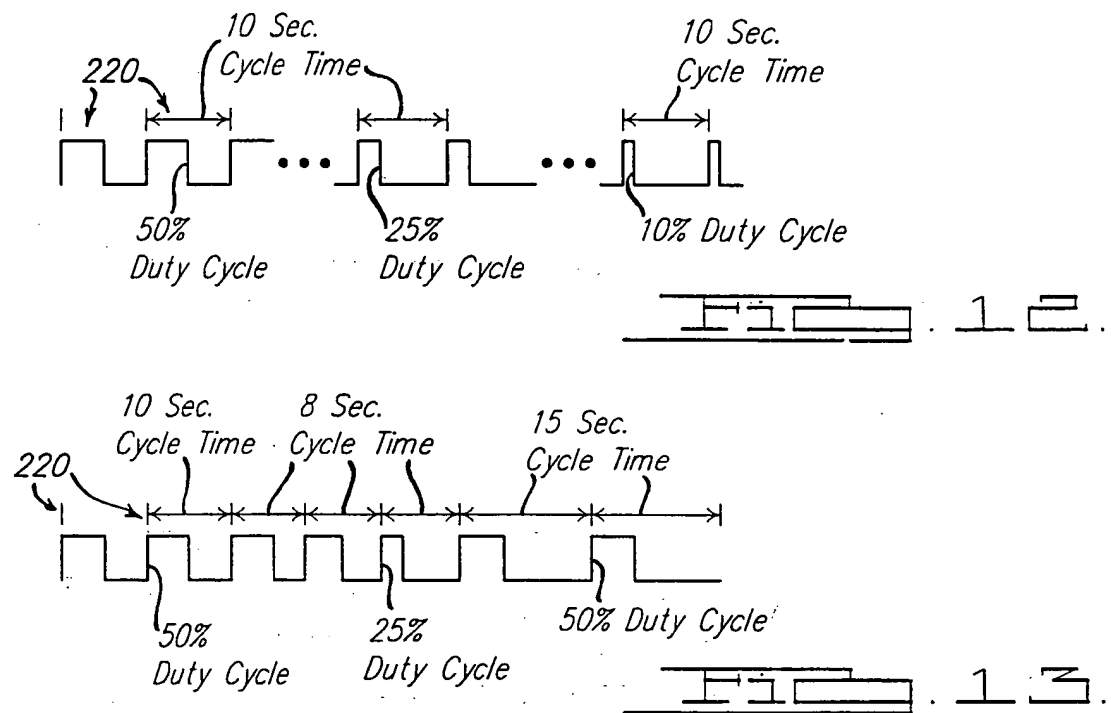 10 Sec.
Cycle Time
10 Sec.
Cycle Time
220
50%
Duty Cycle
25%
Duty Cycle
10% Duty Cycle
FIG. 12.
10 Sec.
Cycle Time
8 Sec.
Cycle Time
15 Sec.
Cycle Time
220
50%
Duty Cycle
25%
Duty Cycle
50% Duty Cycle
FIG. 13.